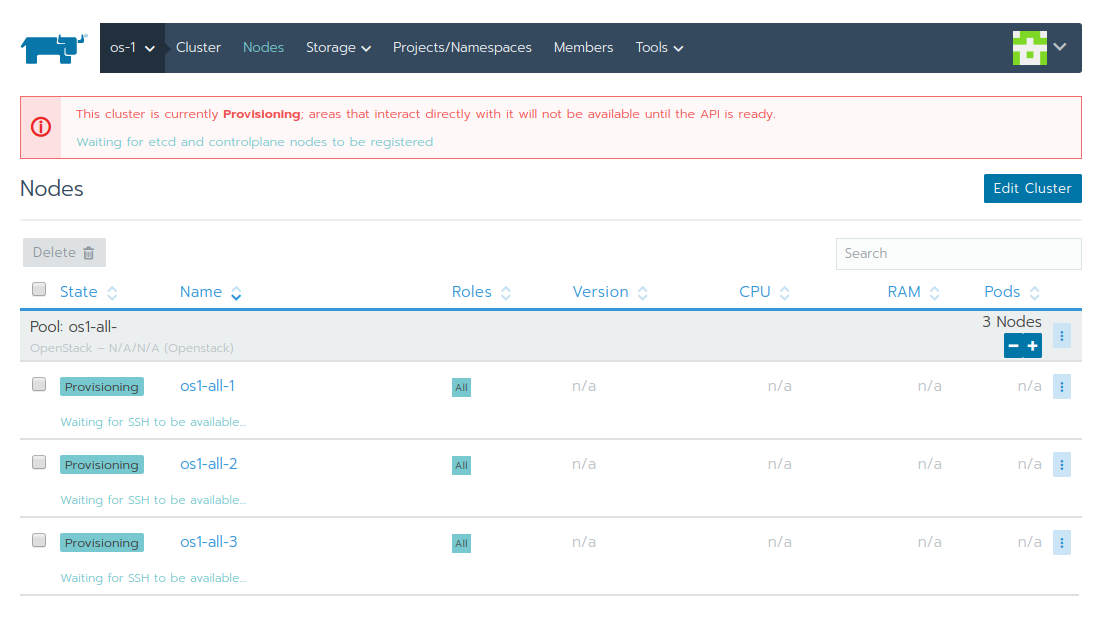 os-1 Cluster Nodes Storage Projects/Namespaces Members Tools
This cluster is currently Provisioning; areas that interact directly with it will not be available until the API is ready.
Waiting for etcd and controlplane nodes to be registered
Nodes Edit Cluster
Delete Search
State Name Roles Version CPU RAM Pods
Pool: os1-all- 3 Nodes
OpenStack – N/A/N/A (Openstack)
Provisioning os1-all-1 All n/a n/a n/a n/a
Waiting for SSH to be available...
Provisioning os1-all-2 All n/a n/a n/a n/a
Waiting for SSH to be available...
Provisioning os1-all-3 All n/a n/a n/a n/a
Waiting for SSH to be available...